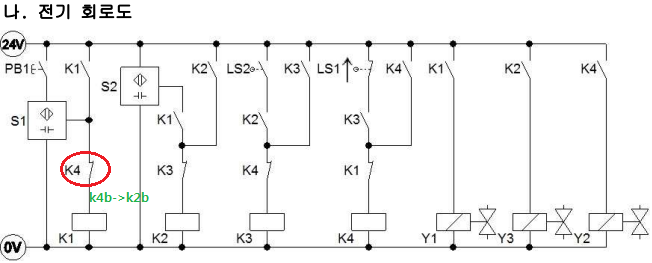 나. 전기 회로도
24V
PB1 K1 S2 K2 LS2 K3 LS1 K4 K1 K2 K4
S1 K1 K2 K3
K4 K3 K4 K1
k4b->k2b
K1 K2 K3 K4 Y1 Y3 Y2
0V